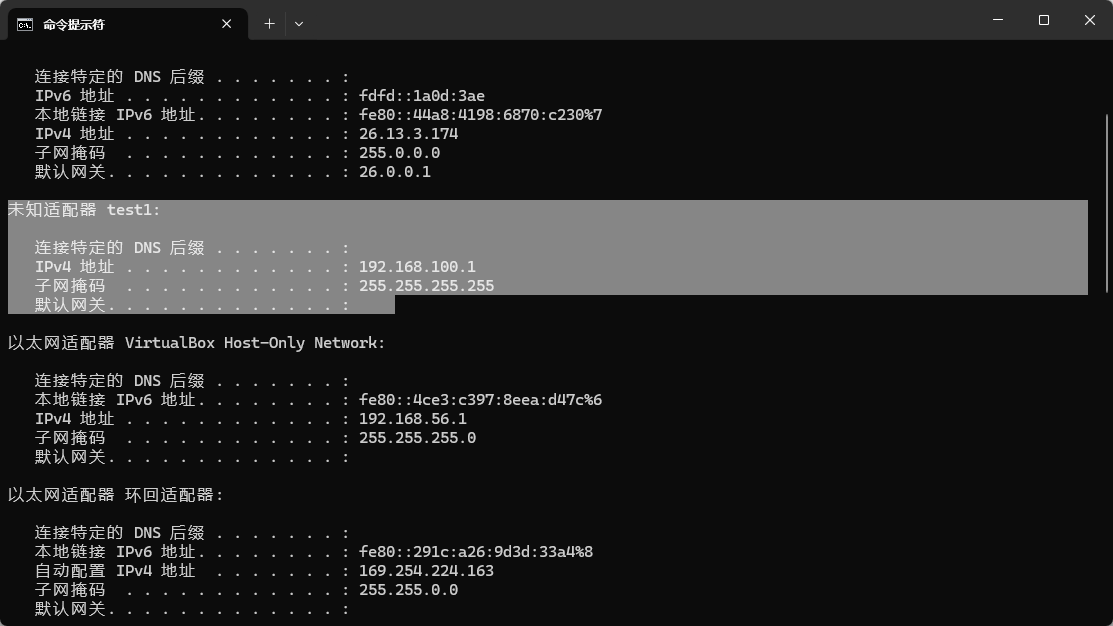 命令提示符
连接特定的 DNS 后缀 . . . . . . . :
IPv6 地址 . . . . . . . . . . . . : fdfd::1a0d:3ae
本地链接 IPv6 地址. . . . . . . . : fe80::44a8:4198:6870:c230%7
IPv4 地址 . . . . . . . . . . . . : 26.13.3.174
子网掩码  . . . . . . . . . . . . : 255.0.0.0
默认网关. . . . . . . . . . . . . : 26.0.0.1
未知适配器 test1:
连接特定的 DNS 后缀 . . . . . . . :
IPv4 地址 . . . . . . . . . . . . : 192.168.100.1
子网掩码  . . . . . . . . . . . . : 255.255.255.255
默认网关. . . . . . . . . . . . . :
以太网适配器 VirtualBox Host-Only Network:
连接特定的 DNS 后缀 . . . . . . . :
本地链接 IPv6 地址. . . . . . . . : fe80::4ce3:c397:8eea:d47c%6
IPv4 地址 . . . . . . . . . . . . : 192.168.56.1
子网掩码  . . . . . . . . . . . . : 255.255.255.0
默认网关. . . . . . . . . . . . . :
以太网适配器 环回适配器:
连接特定的 DNS 后缀 . . . . . . . :
本地链接 IPv6 地址. . . . . . . . : fe80::291c:a26:9d3d:33a4%8
自动配置 IPv4 地址  . . . . . . . : 169.254.224.163
子网掩码  . . . . . . . . . . . . : 255.255.0.0
默认网关. . . . . . . . . . . . . :